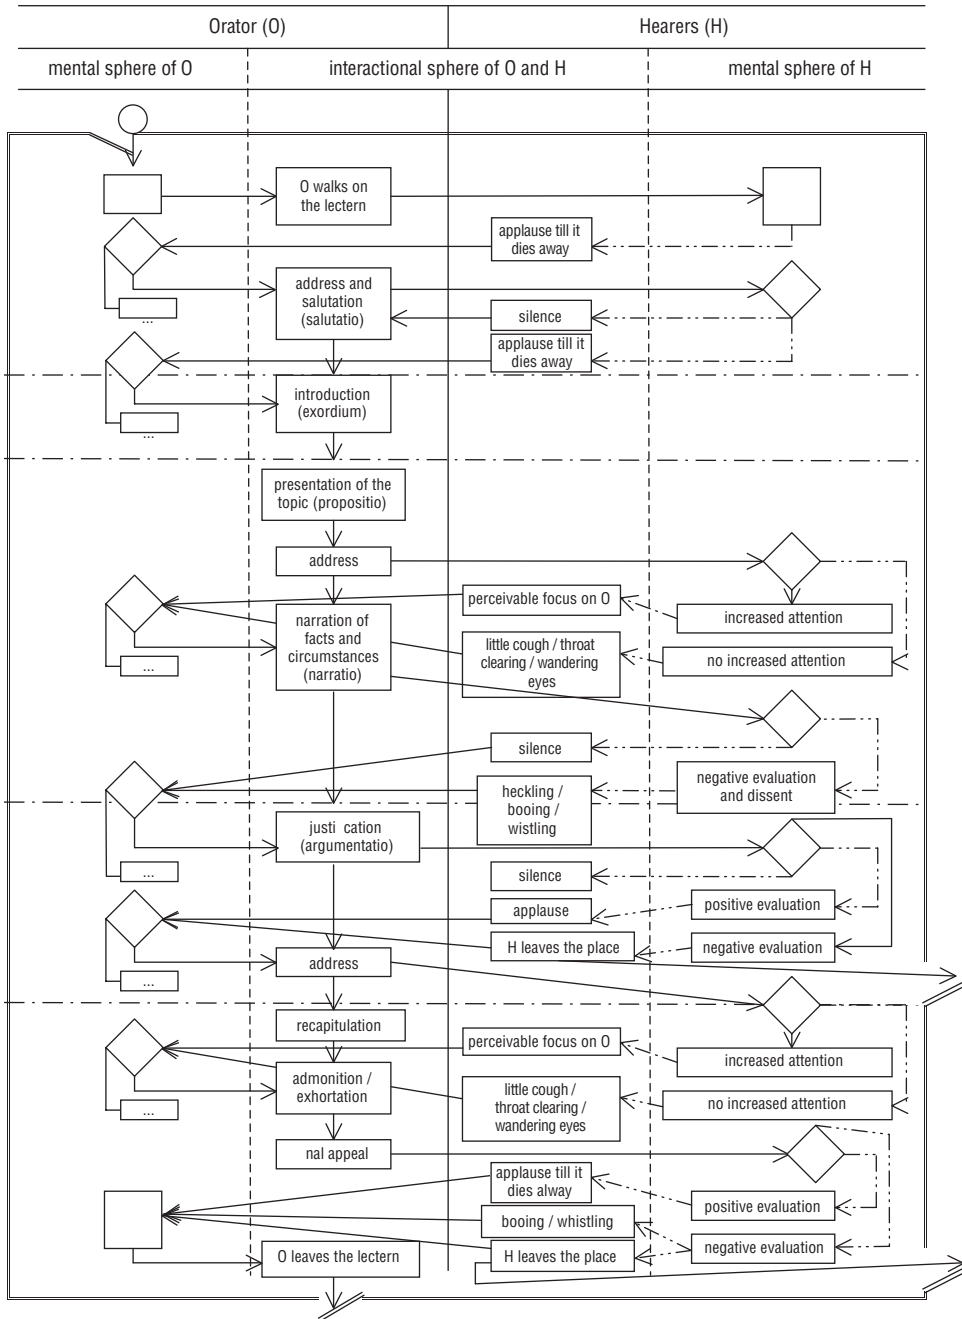 Orator (O)
Hearers (H)
mental sphere of O
interactional sphere of O and H
mental sphere of H
O walks on
the lectern
applause till it
dies away
address and
salutation
(salutatio)
silence
...
applause till it
dies away
introduction
(exordium)
...
presentation of the
topic (propositio)
address
perceivable focus on O
increased attention
narration of
facts and
circumstances
(narratio)
little cough / throat
clearing / wandering
eyes
no increased attention
...
silence
negative evaluation
and dissent
heckling /
booing /
wistling
justi cation
(argumentatio)
silence
...
positive evaluation
applause
H leaves the place
negative evaluation
address
...
recapitulation
perceivable focus on O
increased attention
admonition /
exhortation
little cough /
throat clearing /
wandering eyes
no increased attention
...
nal appeal
applause till it
dies alway
positive evaluation
booing / whistling
negative evaluation
O leaves the lectern
H leaves the place